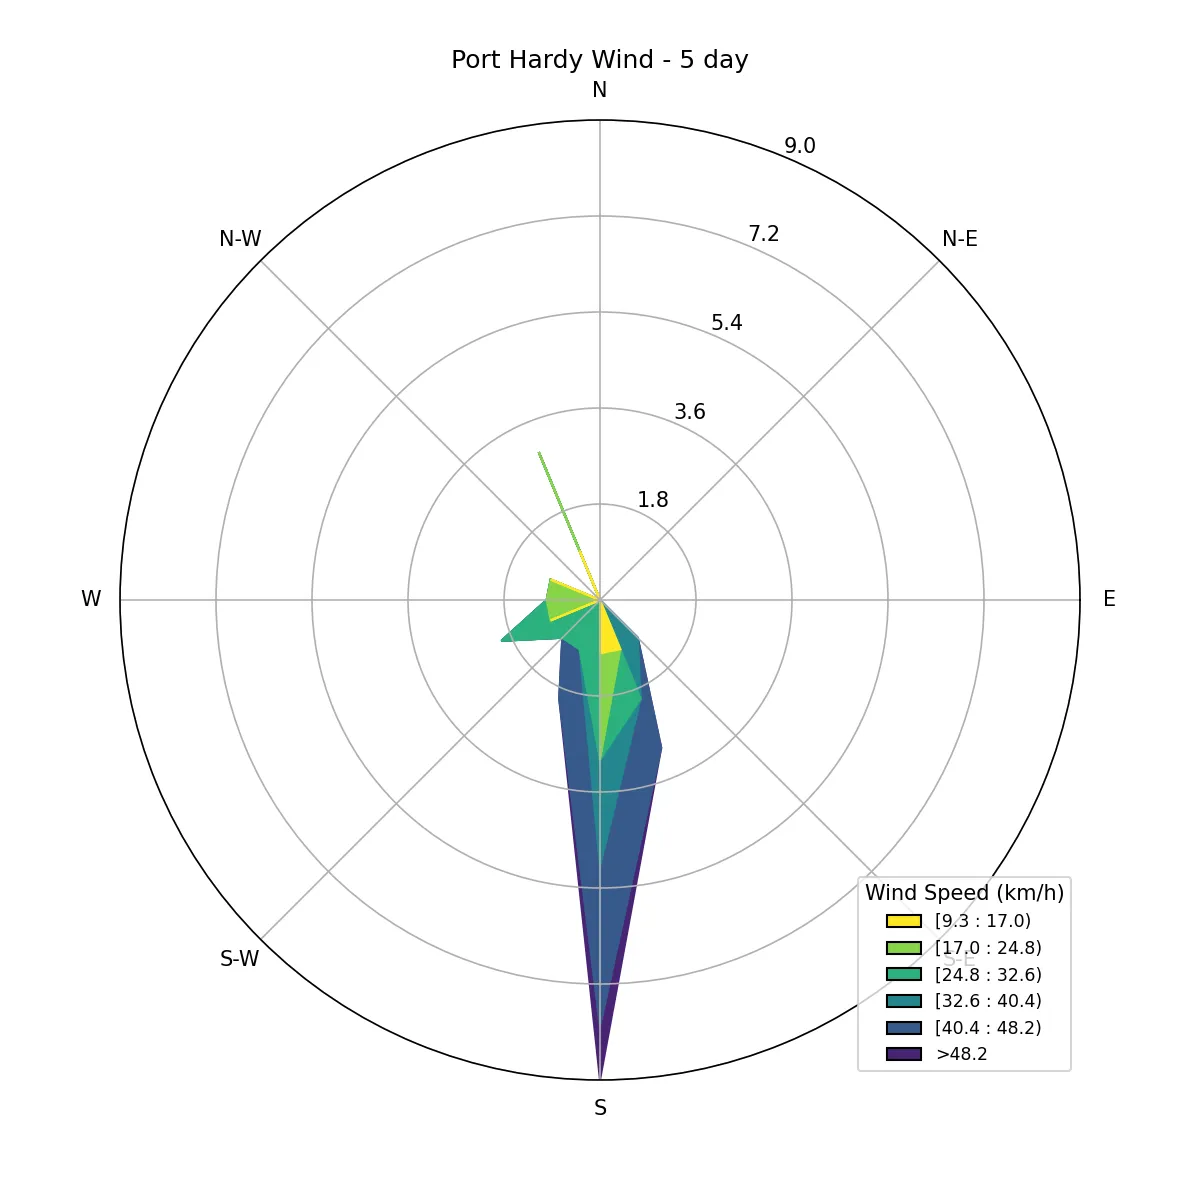 Port Hardy Wind - 5 day
N
9.0
N-W
7.2
N-E
5.4
3.6
1.8
W
E
Wind Speed (km/h)
[9.3 : 17.0)
[17.0 : 24.8)
S-W
S-E
[24.8 : 32.6)
[32.6 : 40.4)
[40.4 : 48.2)
>48.2
S